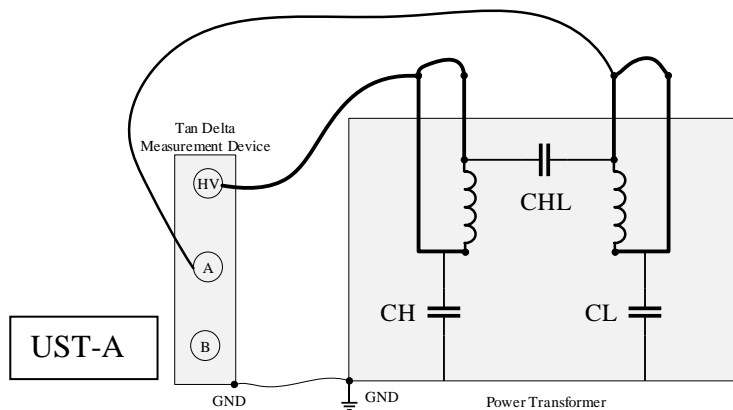 Tan Delta
Measurement Device
HV
CHL
A
CH
CL
UST-A
B
GND
GND
Power Transformer